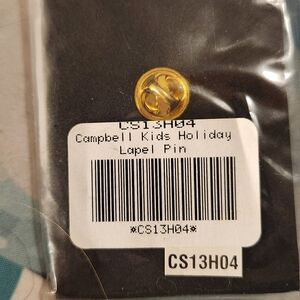 CS13H04
Campbell Kids Holiday
Lapel Pin
*CS13H04*
CS13H04